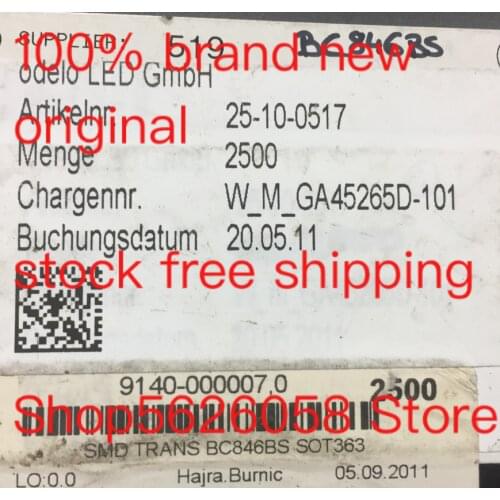 SUPPLIER: 519 BC846BS
100% brand new
odelo LED GmbH
Artikelnr. 25-10-0517
original
Menge 2500
Chargennr. W_M_GA45265D-101
Buchungsdatum 20.05.11
stock free shipping
9140-000007.0 2500
Shop5626058 Store
SMD TRANS BC846BS SOT363
LO:0.0 Hajra.Burnic 05.09.2011